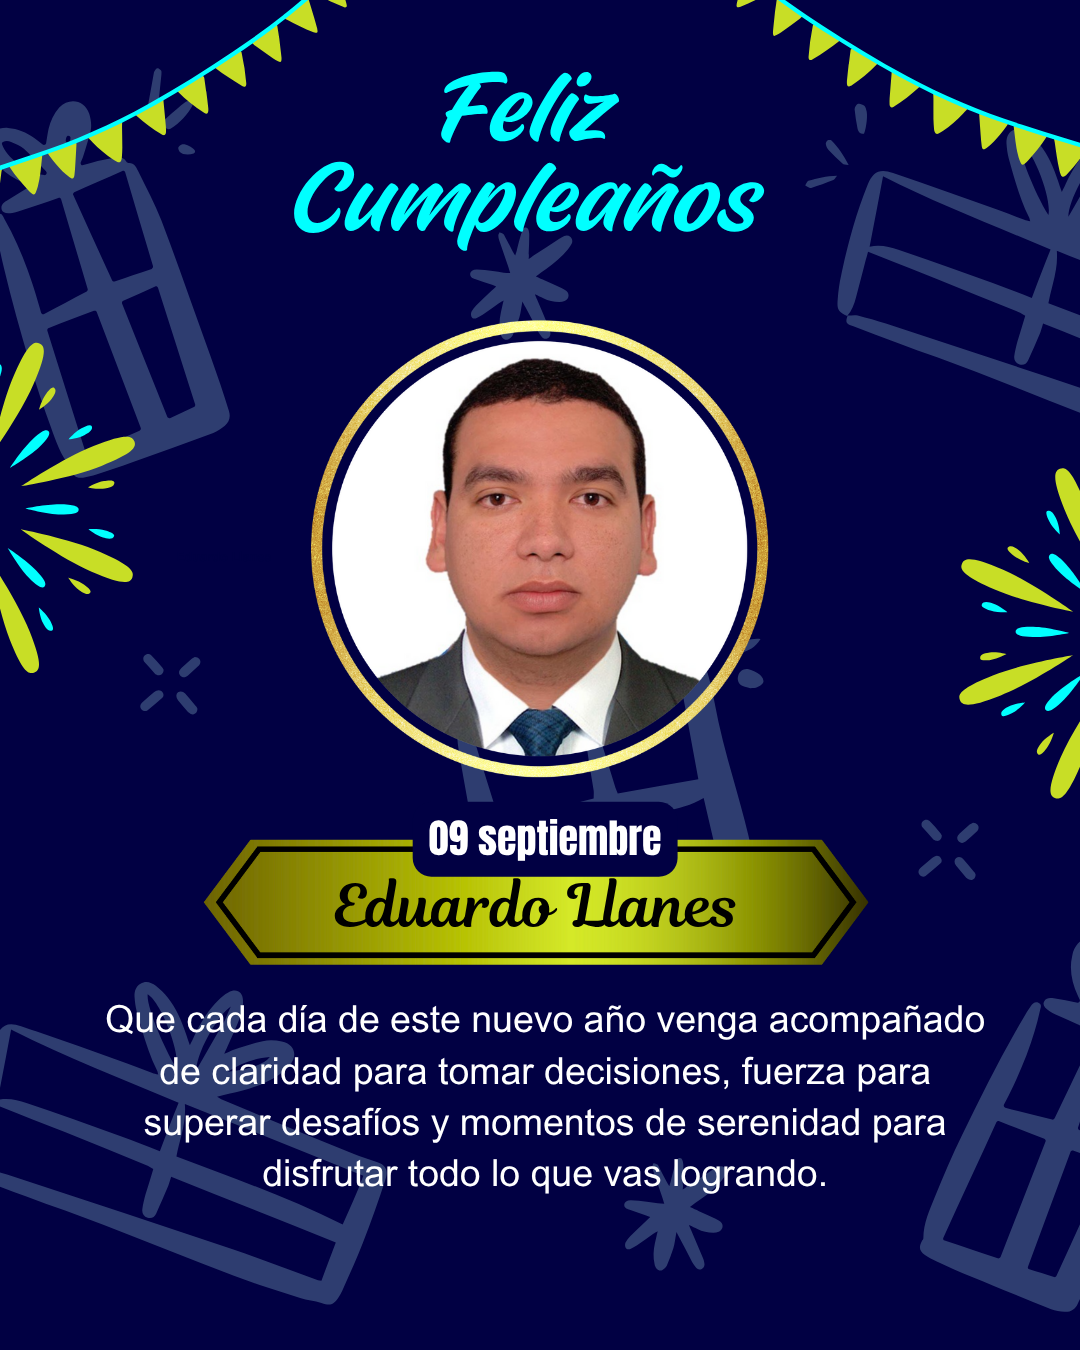 Feliz
Cumpleaños
09 septiembre
Eduardo Llanes
Que cada día de este nuevo año venga acompañado
de claridad para tomar decisiones, fuerza para
superar desafíos y momentos de serenidad para
disfrutar todo lo que vas logrando.